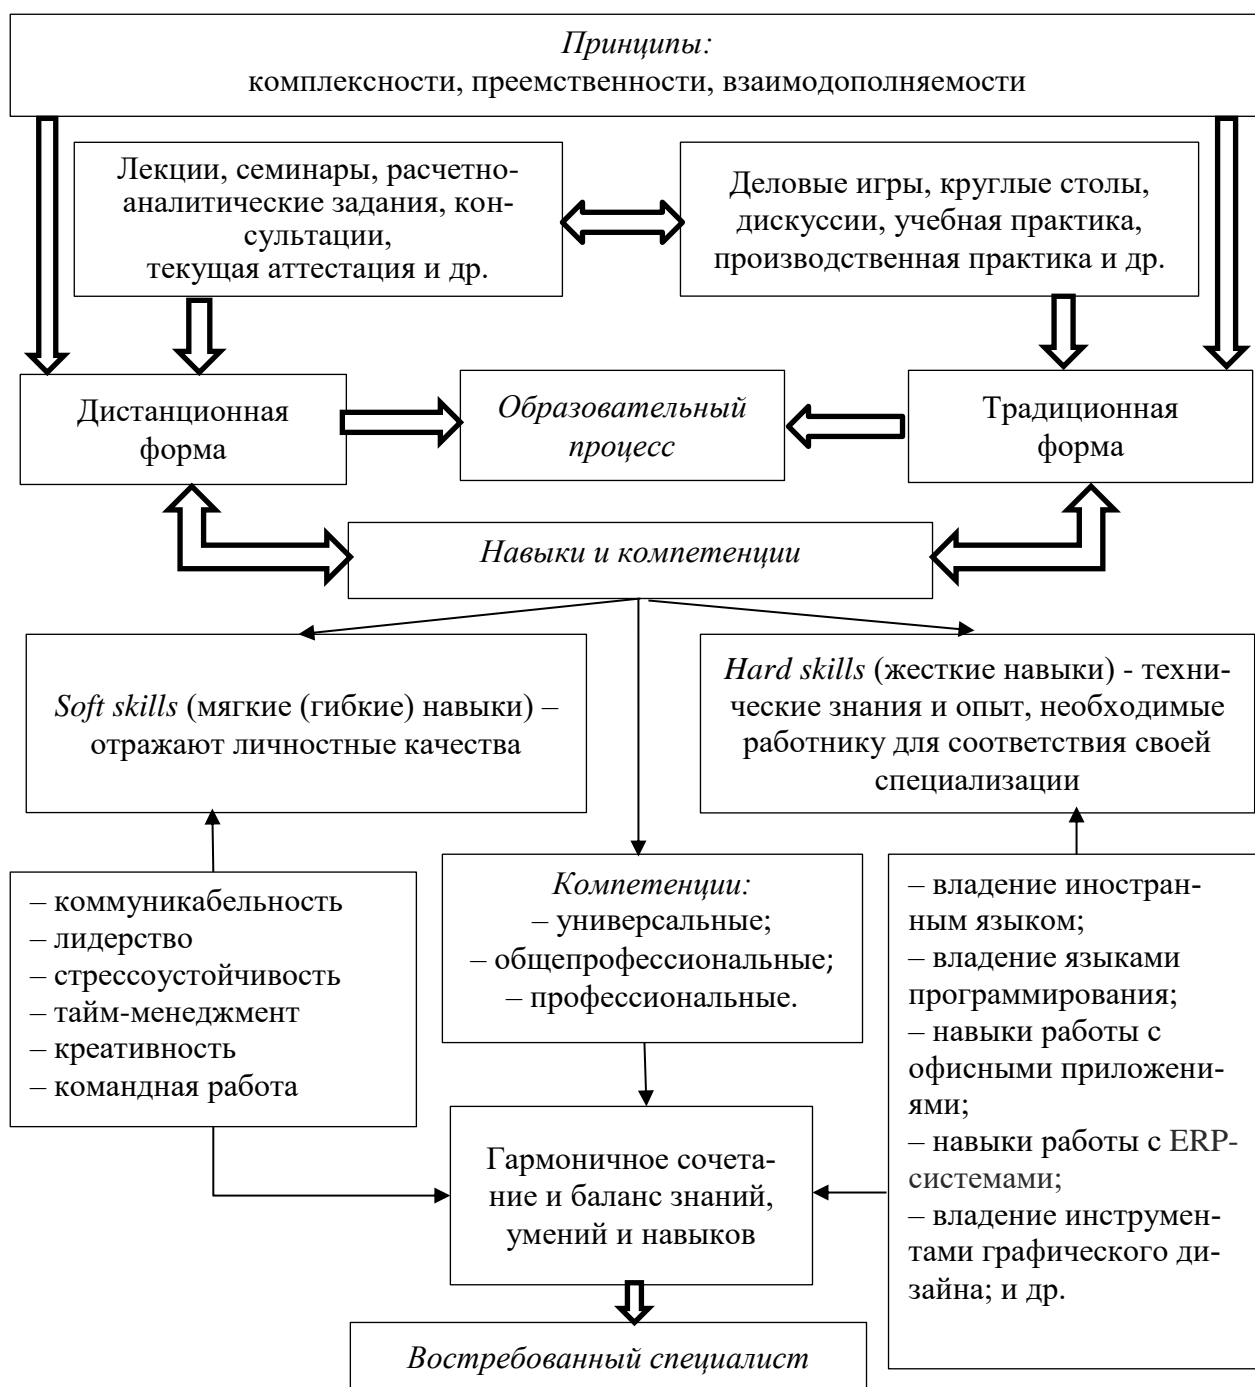 Принципы:
комплексности, преемственности, взаимодополняемости
Лекции, семинары, расчетно-
аналитические задания, кон-
сультации,
текущая аттестация и др.
Деловые игры, круглые столы,
дискуссии, учебная практика,
производственная практика и др.
Дистанционная
форма
Образовательный
процесс
Традиционная
форма
Навыки и компетенции
Soft skills (мягкие (гибкие) навыки) –
отражают личностные качества
Hard skills (жесткие навыки) - техни-
ческие знания и опыт, необходимые
работнику для соответствия своей
специализации
– коммуникабельность
– лидерство
– стрессоустойчивость
– тайм-менеджмент
– креативность
– командная работа
Компетенции:
– универсальные;
– общепрофессиональные;
– профессиональные.
– владение иностран-
ным языком;
– владение языками
программирования;
– навыки работы с
офисными приложени-
ями;
– навыки работы с ERP-
системами;
– владение инструмен-
тами графического ди-
зайна; и др.
Гармоничное сочета-
ние и баланс знаний,
умений и навыков
Востребованный специалист